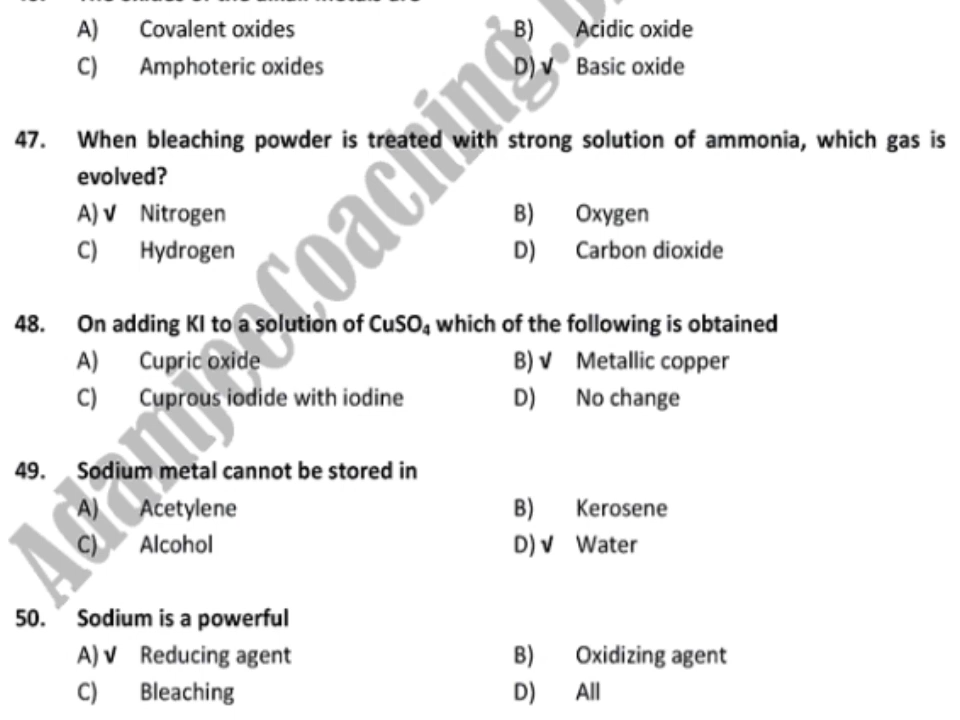 A) Covalent oxides B) Acidic oxide
C) Amphoteric oxides D) √ Basic oxide
47. When bleaching powder is treated with strong solution of ammonia, which gas is
evolved?
A) √ Nitrogen B) Oxygen
C) Hydrogen D) Carbon dioxide
48. On adding KI to a solution of CuSO₄ which of the following is obtained
A) Cupric oxide B) √ Metallic copper
C) Cuprous iodide with iodine D) No change
49. Sodium metal cannot be stored in
A) Acetylene B) Kerosene
C) Alcohol D) √ Water
50. Sodium is a powerful
A) √ Reducing agent B) Oxidizing agent
C) Bleaching D) All
AdamjeeCoaching.b